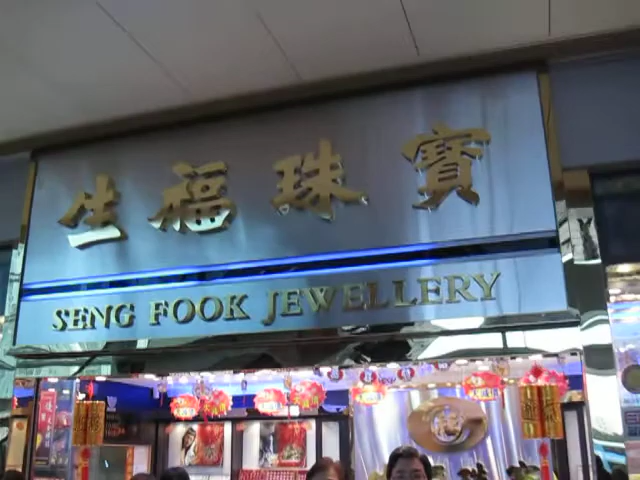 生福珠寶
SENG FOOK JEWELLERY